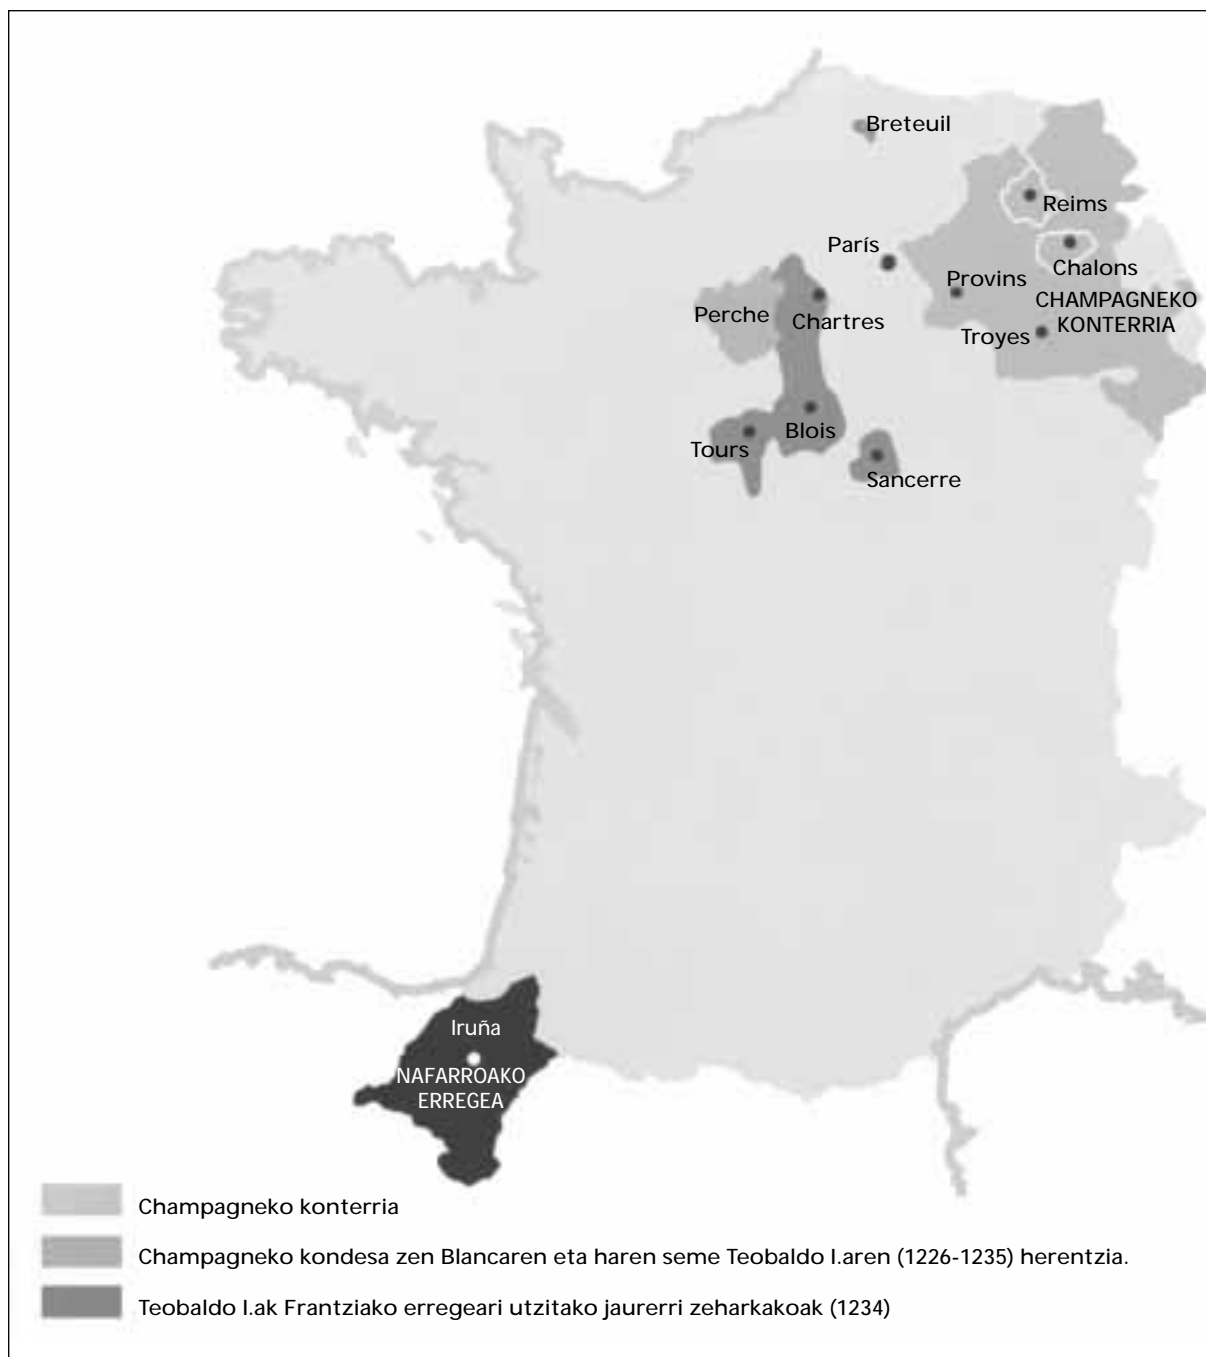 Breteuil
Reims
París
Chalons
Provins
CHAMPAGNEKO
KONTERRIA
Perche
Chartres
Troyes
Blois
Tours
Sancerre
Iruña
NAFARROAKO
ERREGEA
Champagneko konterria
Champagneko kondesa zen Blancaren eta haren seme Teobaldo I.aren (1226-1235) herentzia.
Teobaldo I.ak Frantziako erregeari utzitako jaurerri zeharkakoak (1234)